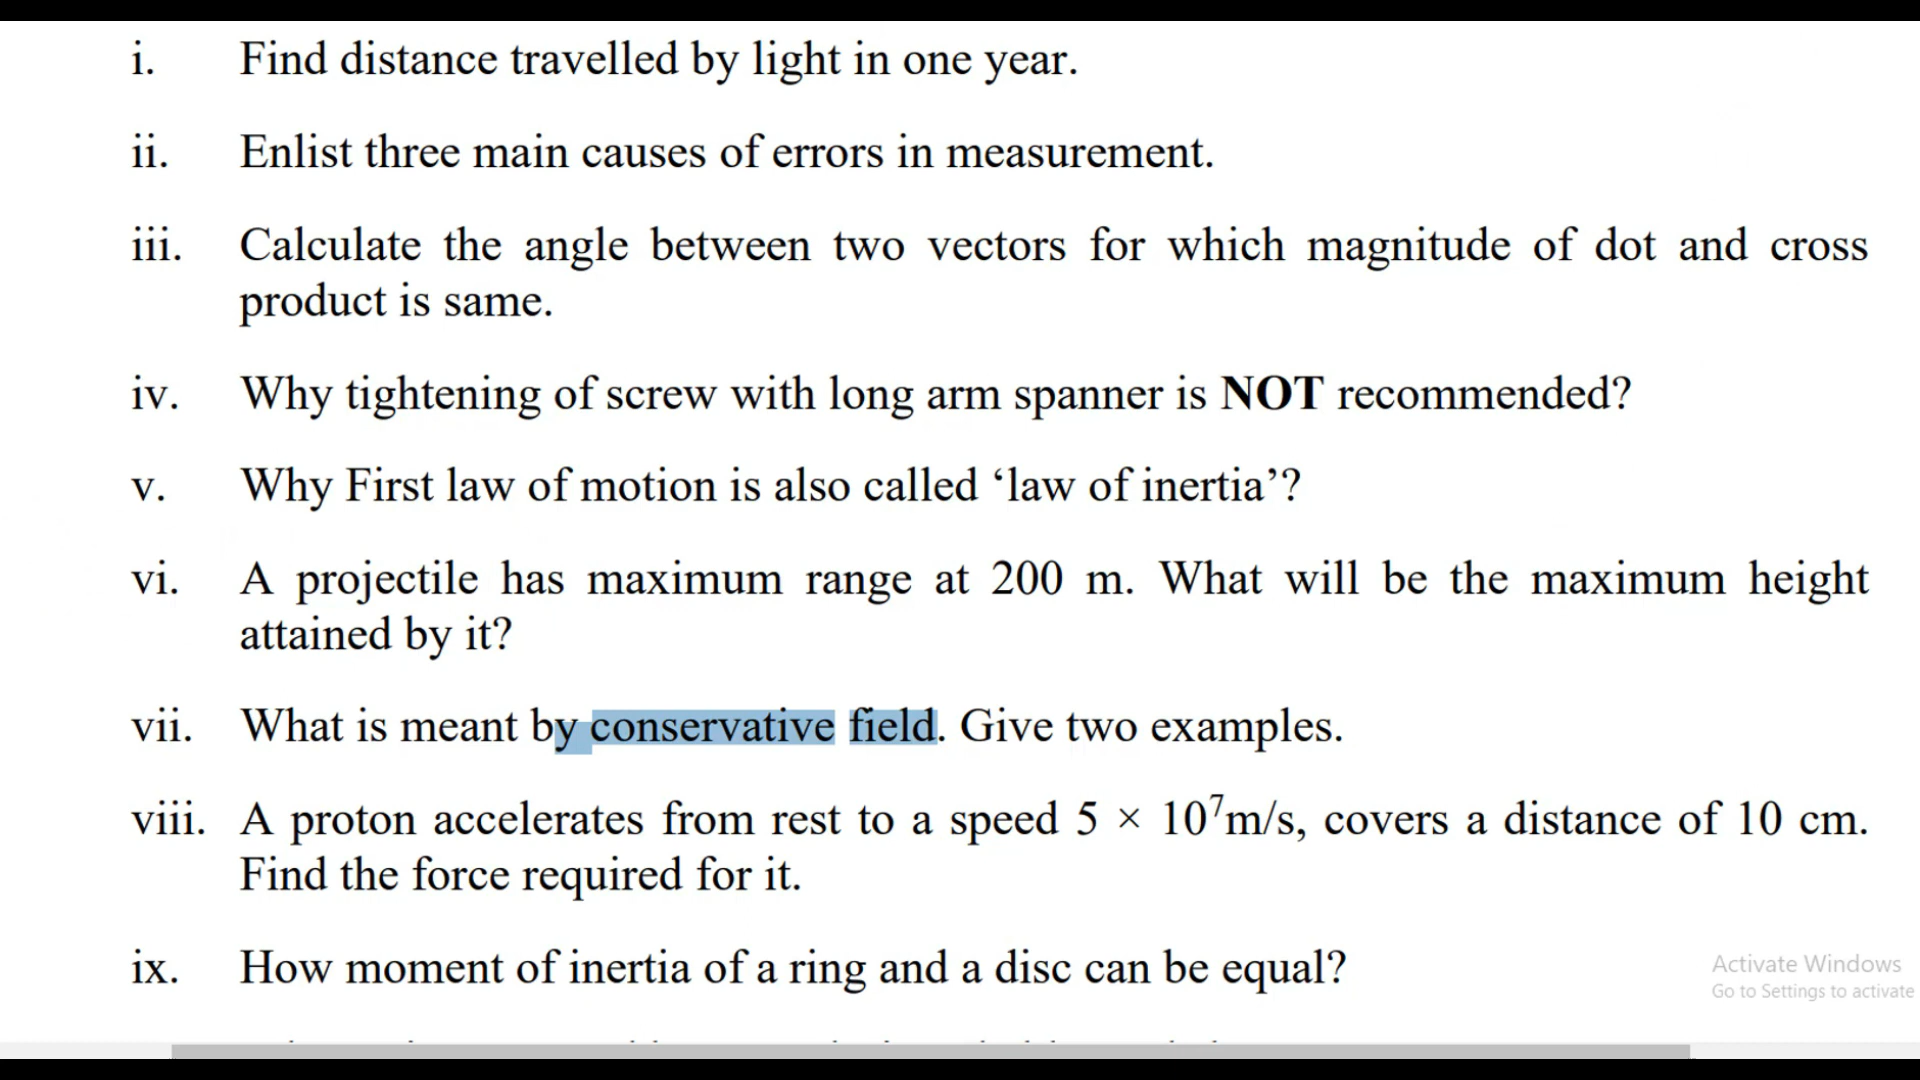 i. Find distance travelled by light in one year.
ii. Enlist three main causes of errors in measurement.
iii. Calculate the angle between two vectors for which magnitude of dot and cross
product is same.
iv. Why tightening of screw with long arm spanner is NOT recommended?
v. Why First law of motion is also called ‘law of inertia’?
vi. A projectile has maximum range at 200 m. What will be the maximum height
attained by it?
vii. What is meant by conservative field. Give two examples.
viii. A proton accelerates from rest to a speed 5 × 10⁷m/s, covers a distance of 10 cm.
Find the force required for it.
ix. How moment of inertia of a ring and a disc can be equal?
Activate Windows
Go to Settings to activate